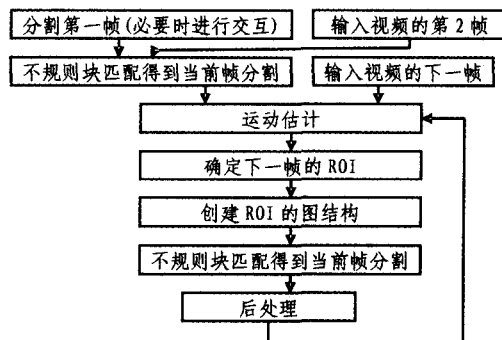 分割第一帧(必要时进行交互)
输入视频的第2帧
不规则块匹配得到当前帧分割
输入视频的下一帧
运动估计
确定下一帧的ROI
创建ROI的图结构
不规则块匹配得到当前帧分割
后处理